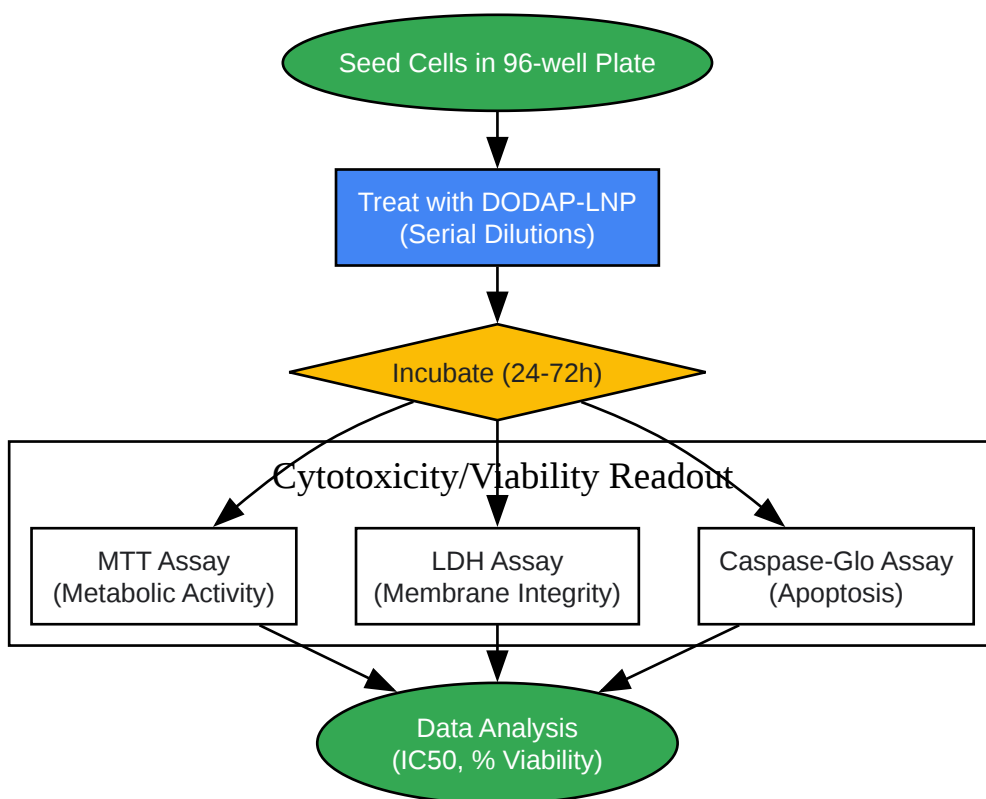 Seed Cells in 96-well Plate
Treat with DODAP-LNP
(Serial Dilutions)
Incubate (24-72h)
Cytotoxicity/Viability Readout
MTT Assay
(Metabolic Activity)
LDH Assay
(Membrane Integrity)
Caspase-Glo Assay
(Apoptosis)
Data Analysis
(IC50, % Viability)